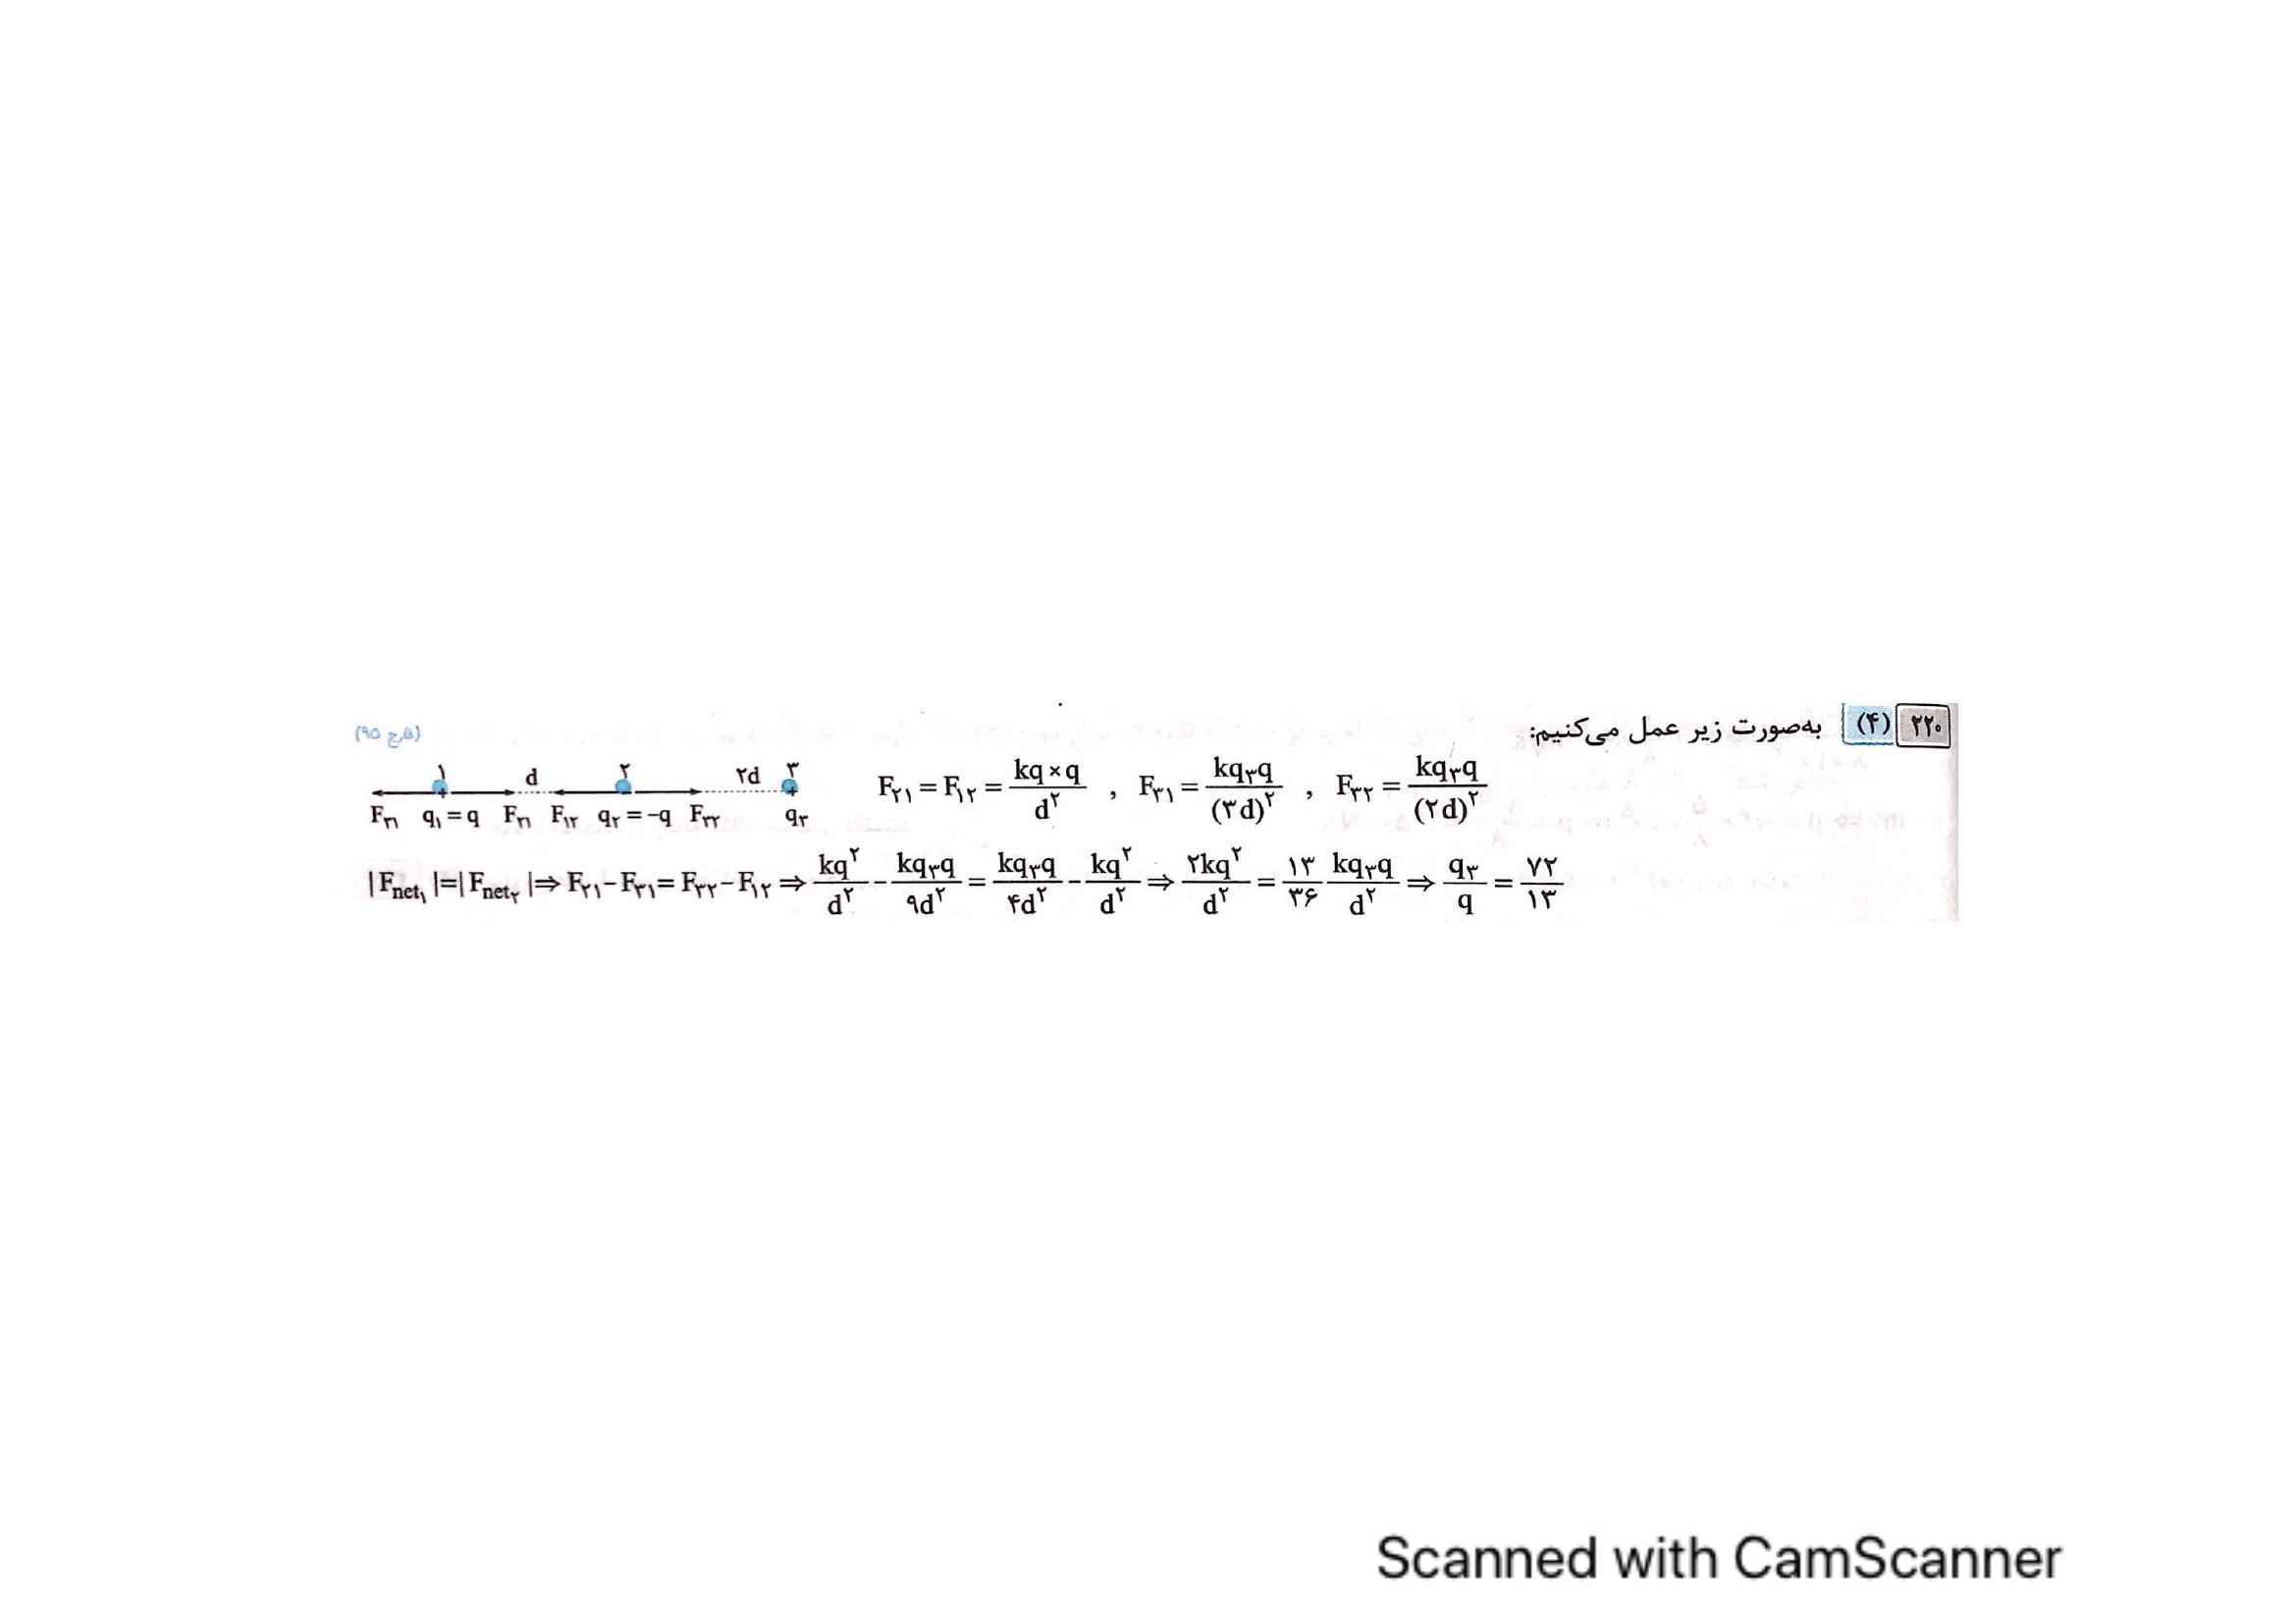 ۲۲۰ (۴) به‌صورت زیر عمل می‌کنیم:
(خارج ۹۵)
۱ d ۲ ۲d ۳
F۳۱ q۱ = q F۲۱ F۱۲ q۲ = -q F۳۲ q۳
F۲۱ = F۱۲ = kq×q / d۲ , F۳۱ = kq۳q / (۳d)۲ , F۳۲ = kq۳q / (۲d)۲
|Fnet۱|=|Fnet۲| ⇒ F۲۱ - F۳۱ = F۳۲ - F۱۲ ⇒ kq۲ / d۲ - kq۳q / ۹d۲ = kq۳q / ۴d۲ - kq۲ / d۲ ⇒ ۲kq۲ / d۲ = ۱۳ / ۳۶ kq۳q / d۲ ⇒ q۳ / q = ۷۲ / ۱۳
Scanned with CamScanner